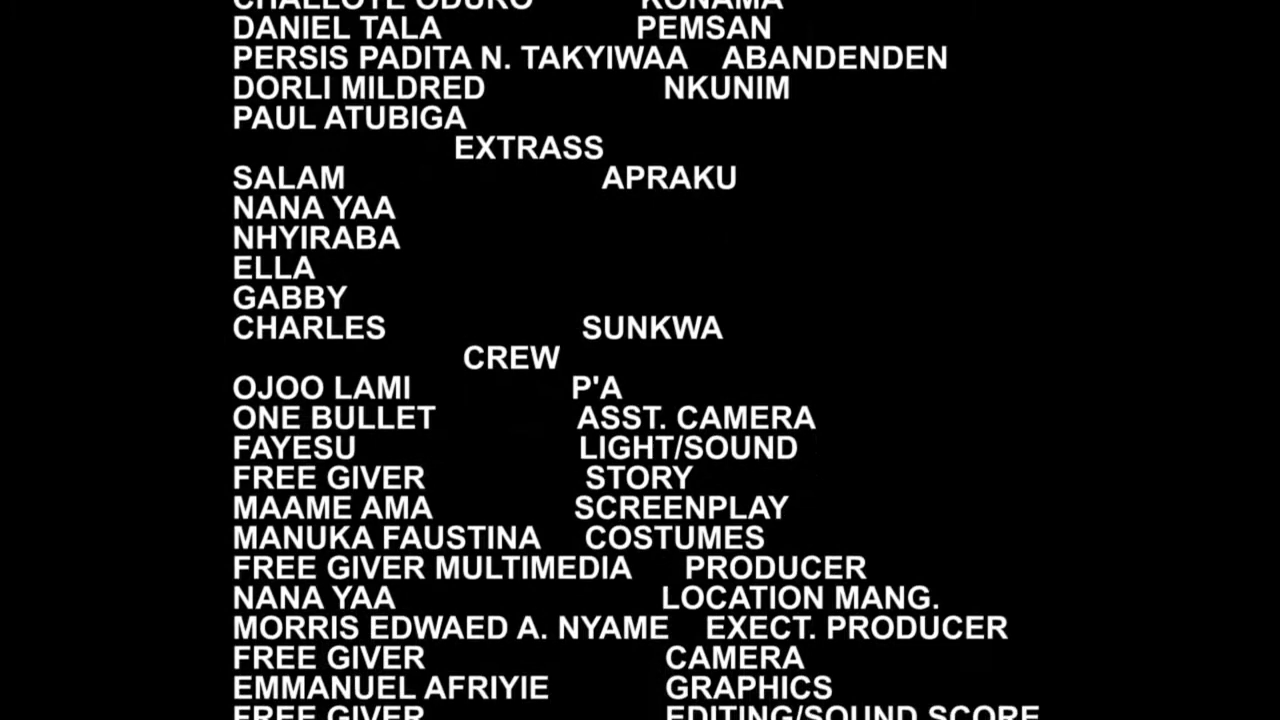 CHALLOTE ODURO KONAMA
DANIEL TALA PEMSAN
PERSIS PADITA N. TAKYIWAA ABANDENDEN
DORLI MILDRED NKUNIM
PAUL ATUBIGA
EXTRASS
SALAM APRAKU
NANA YAA
NHYIRABA
ELLA
GABBY
CHARLES SUNKWA
CREW
OJOO LAMI P'A
ONE BULLET ASST. CAMERA
FAYESU LIGHT/SOUND
FREE GIVER STORY
MAAME AMA SCREENPLAY
MANUKA FAUSTINA COSTUMES
FREE GIVER MULTIMEDIA PRODUCER
NANA YAA LOCATION MANG.
MORRIS EDWAED A. NYAME EXECT. PRODUCER
FREE GIVER CAMERA
EMMANUEL AFRIYIE GRAPHICS
FREE GIVER EDITING/SOUND SCORE